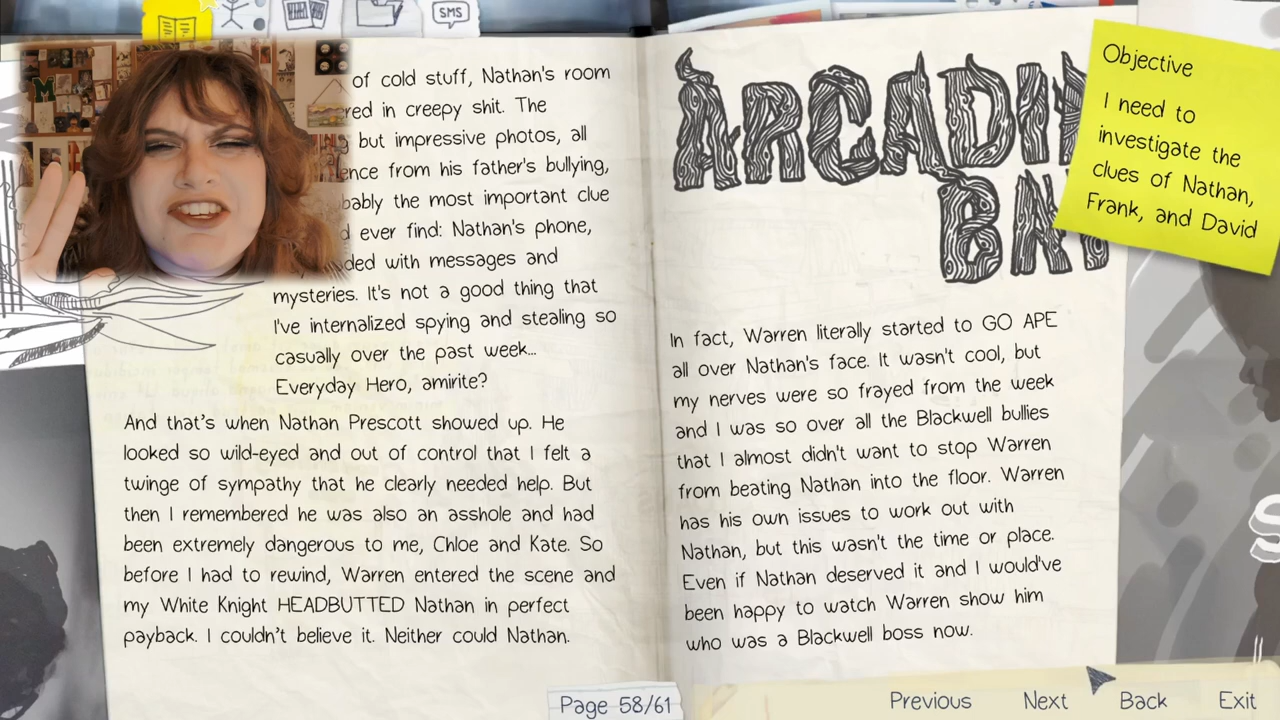 SMS
of cold stuff, Nathan's room
in creepy shit. The
but impressive photos, all
from his father's bullying,
the most important clue
ever find: Nathan's phone,
with messages and
mysteries. It's not a good thing that
I've internalized spying and stealing so
casually over the past week...
Everyday Hero, amirite?
And that's when Nathan Prescott showed up. He
looked so wild-eyed and out of control that I felt a
twinge of sympathy that he clearly needed help. But
then I remembered he was also an asshole and had
been extremely dangerous to me, Chloe and Kate. So
before I had to rewind, Warren entered the scene and
my White Knight HEADBUTTED Nathan in perfect
payback. I couldn't believe it. Neither could Nathan.
ARCADIA
BAY
In fact, Warren literally started to GO APE
all over Nathan's face. It wasn't cool, but
my nerves were so frayed from the week
and I was so over all the Blackwell bullies
that I almost didn't want to stop Warren
from beating Nathan into the floor. Warren
has his own issues to work out with
Nathan, but this wasn't the time or place.
Even if Nathan deserved it and I would've
been happy to watch Warren show him
who was a Blackwell boss now.
Objective
I need to
investigate the
clues of Nathan,
Frank, and David
Page 58/61
Previous Next Back Exit